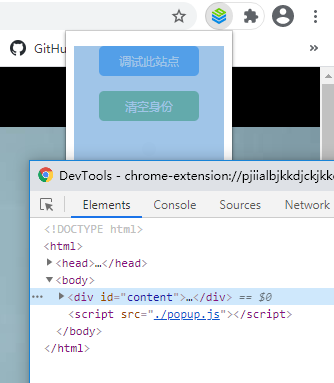 GitHu
»
调试此站点
清空身份
DevTools - chrome-extension://pjiialbjkkdjckjkk
Elements
Console
Sources
Network
<!DOCTYPE html>
<html>
<head>…</head>
<body>
<div id="content">…</div> == $0
<script src="./popup.js"></script>
</body>
</html>